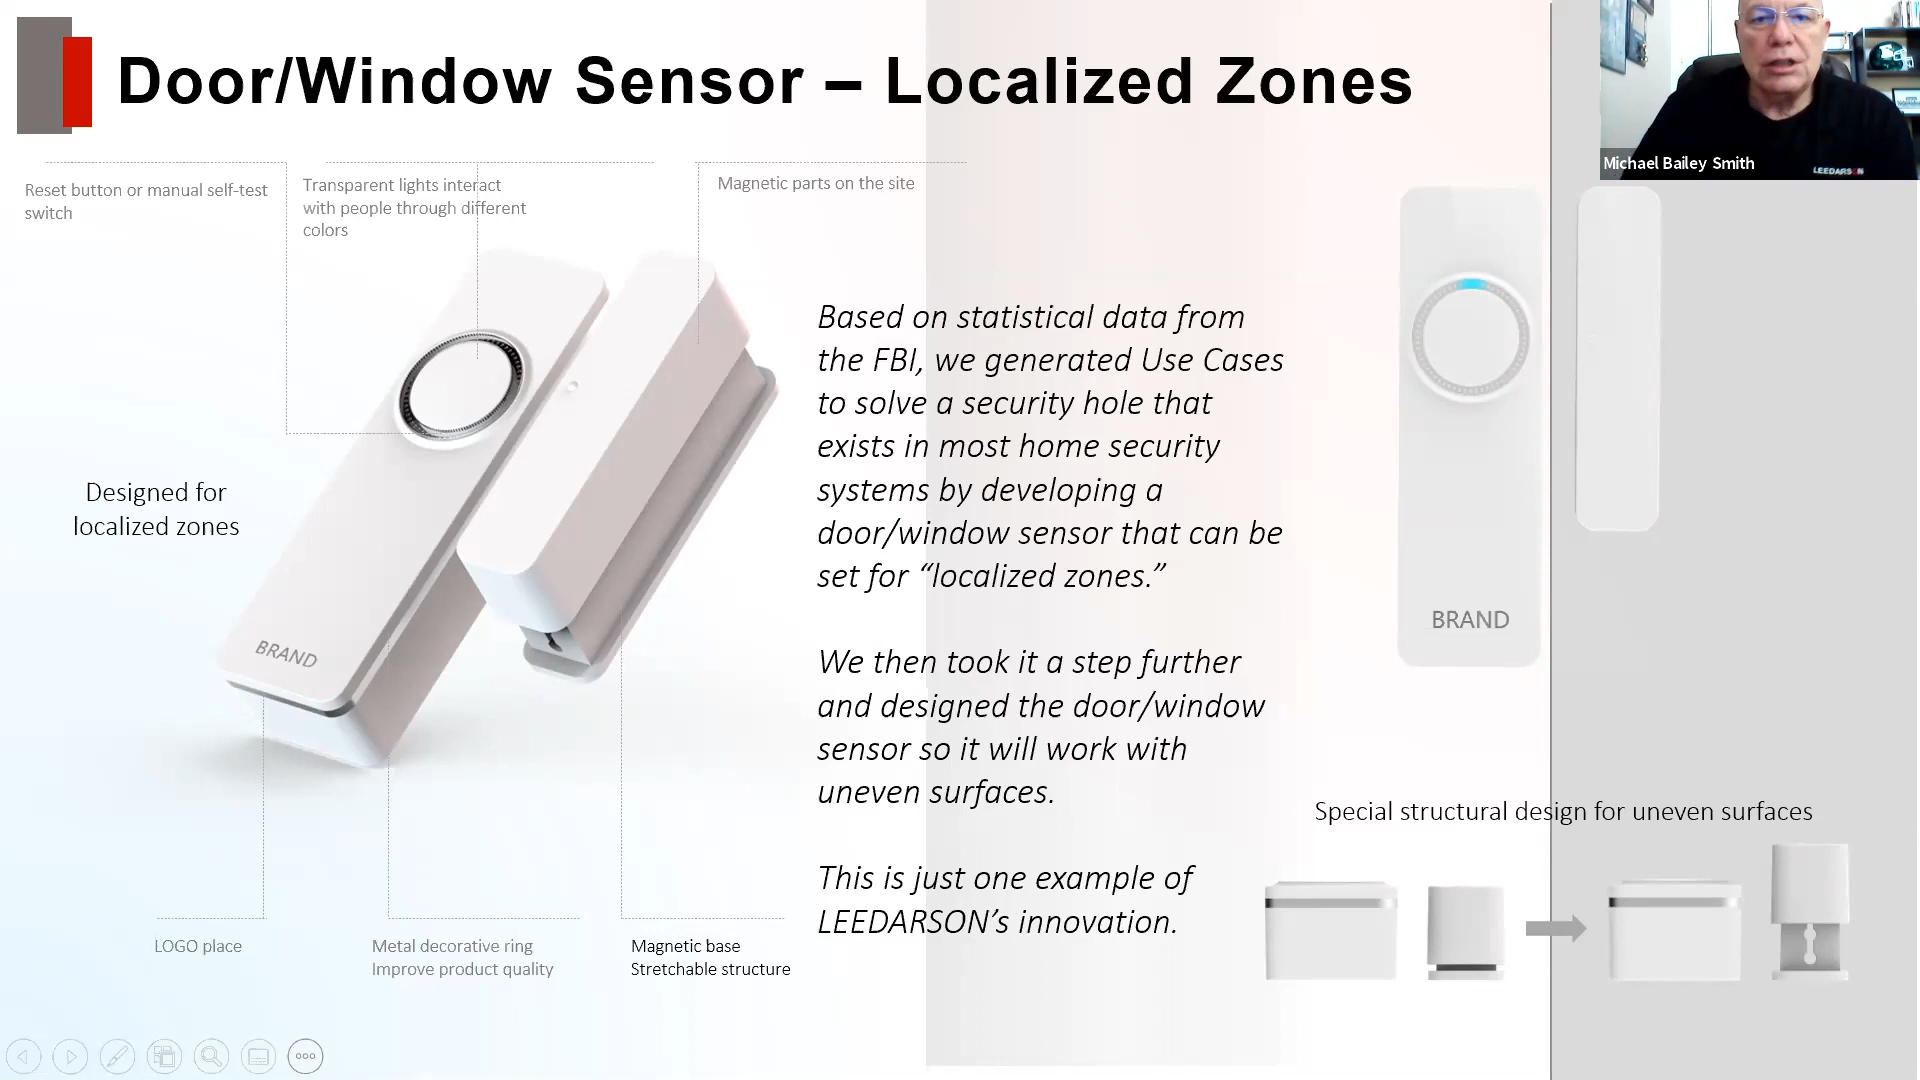 Door/Window Sensor – Localized Zones
Michael Bailey Smith
LEEDARSON
Reset button or manual self-test
switch
Transparent lights interact
with people through different
colors
Magnetic parts on the site
Designed for
localized zones
BRAND
Based on statistical data from
the FBI, we generated Use Cases
to solve a security hole that
exists in most home security
systems by developing a
door/window sensor that can be
set for “localized zones.”
We then took it a step further
and designed the door/window
sensor so it will work with
uneven surfaces.
This is just one example of
LEEDARSON’s innovation.
BRAND
Special structural design for uneven surfaces
LOGO place
Metal decorative ring
Improve product quality
Magnetic base
Stretchable structure